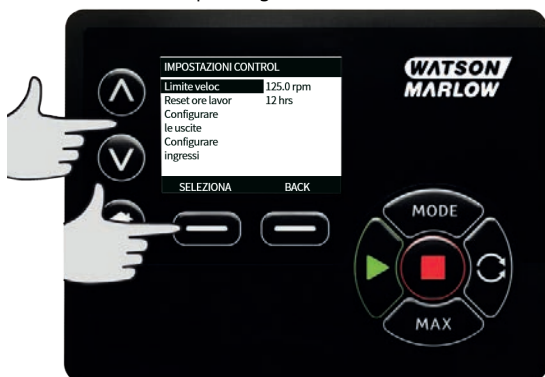 IMPOSTAZIONI CONTROL
Limite veloc 125.0 rpm
Reset ore lavor 12 hrs
Configurare
le uscite
Configurare
ingressi
SELEZIONA BACK
WATSON
MARLOW
MODE
MAX